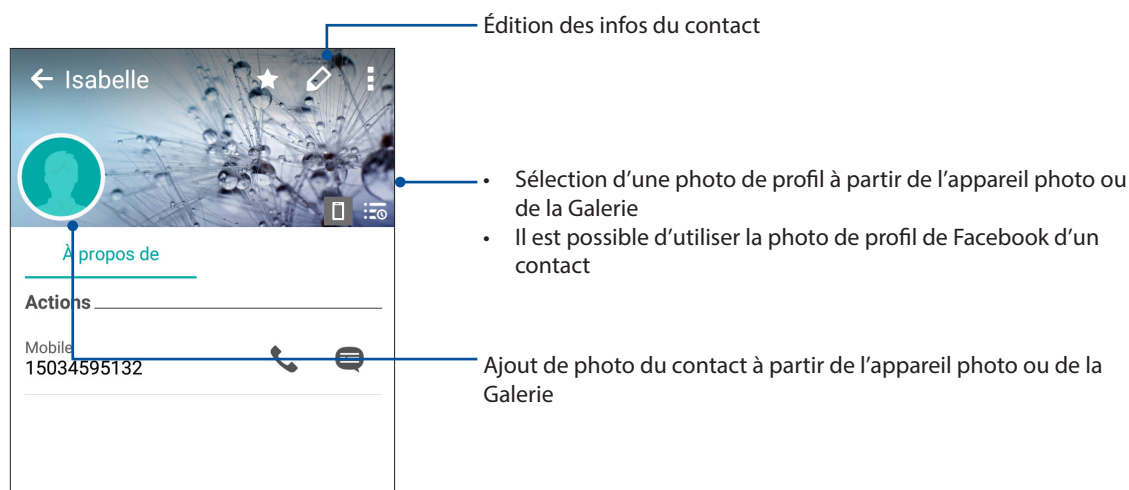 Édition des infos du contact
Isabelle
• Sélection d’une photo de profil à partir de l’appareil photo ou
de la Galerie
• Il est possible d’utiliser la photo de profil de Facebook d’un
contact
À propos de
Actions
Mobile
15034595132
Ajout de photo du contact à partir de l’appareil photo ou de la
Galerie